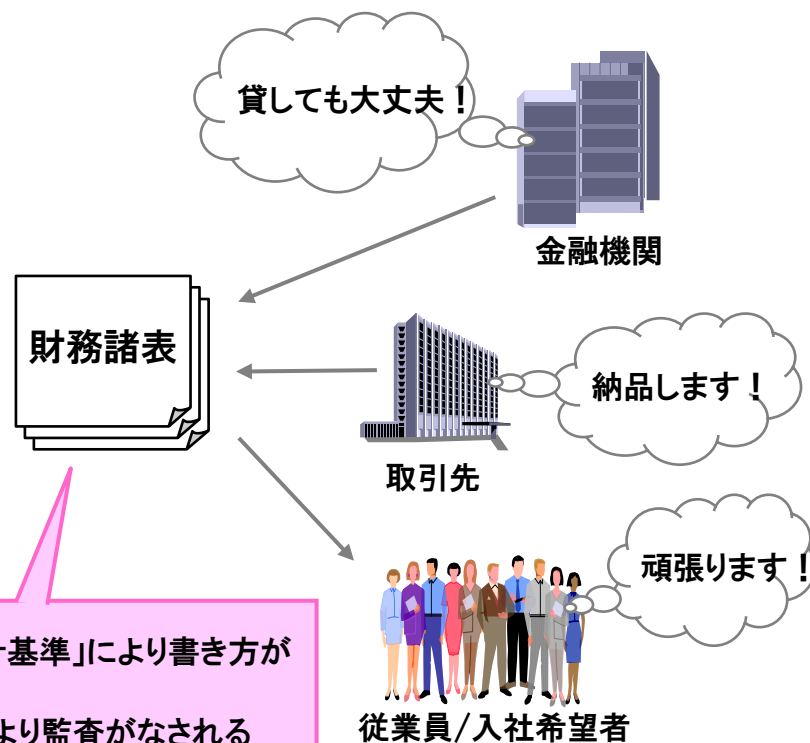 貸しても大丈夫！
金融機関
財務諸表
納品します！
取引先
頑張ります！
基準」により書き方が
より監査がなされる
従業員/入社希望者